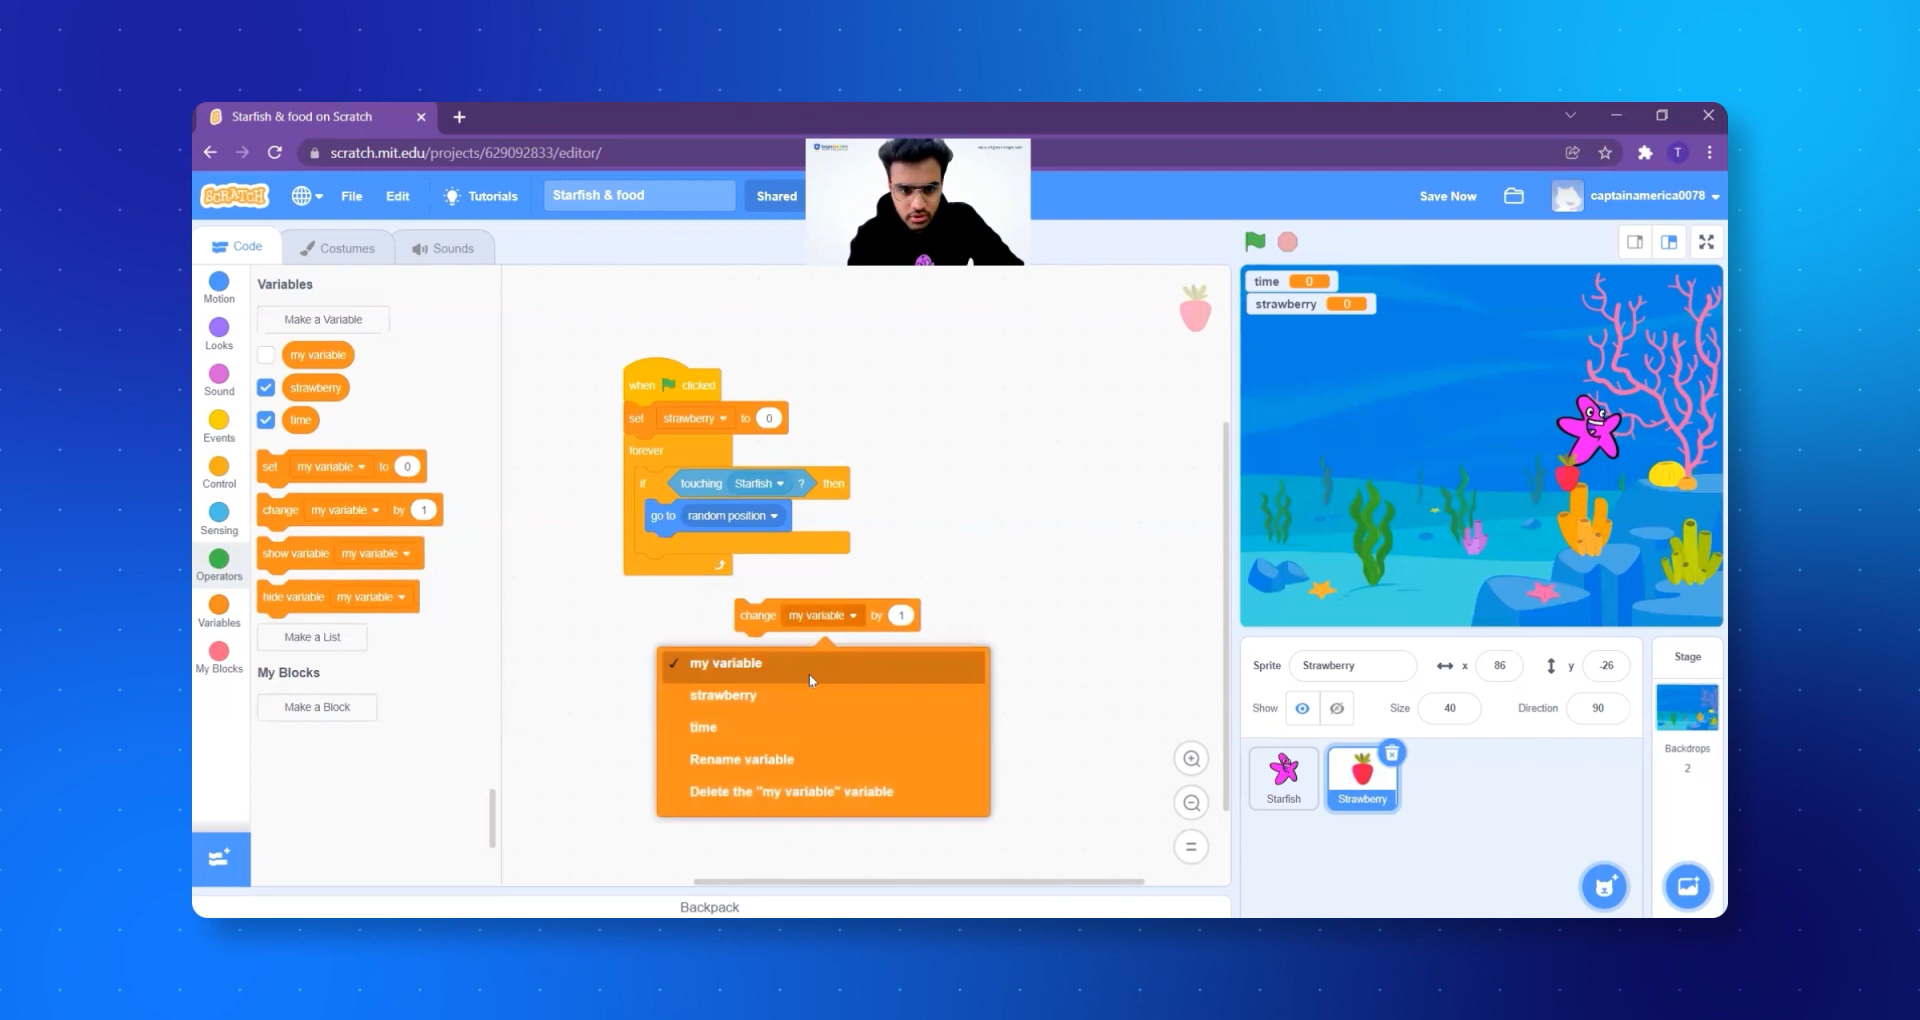 Starfish & food on Scratch
scratch.mit.edu/projects/629092833/editor/
T
SCRATCH
File
Edit
Tutorials
Starfish & food
Shared
Save Now
captainamerica0078
Code
Costumes
Sounds
Motion
Looks
Sound
Events
Control
Sensing
Operators
Variables
My Blocks
Variables
Make a Variable
my variable
strawberry
time
set my variable to 0
change my variable by 1
show variable my variable
hide variable my variable
Make a List
My Blocks
Make a Block
when clicked
set strawberry to 0
forever
if touching Starfish ? then
go to random position
change my variable by 1
✓ my variable
strawberry
time
Rename variable
Delete the "my variable" variable
Backpack
time 0
strawberry 0
Sprite Strawberry x 86 y -26
Show Size 40 Direction 90
Starfish
Strawberry
Stage
Backdrops
2